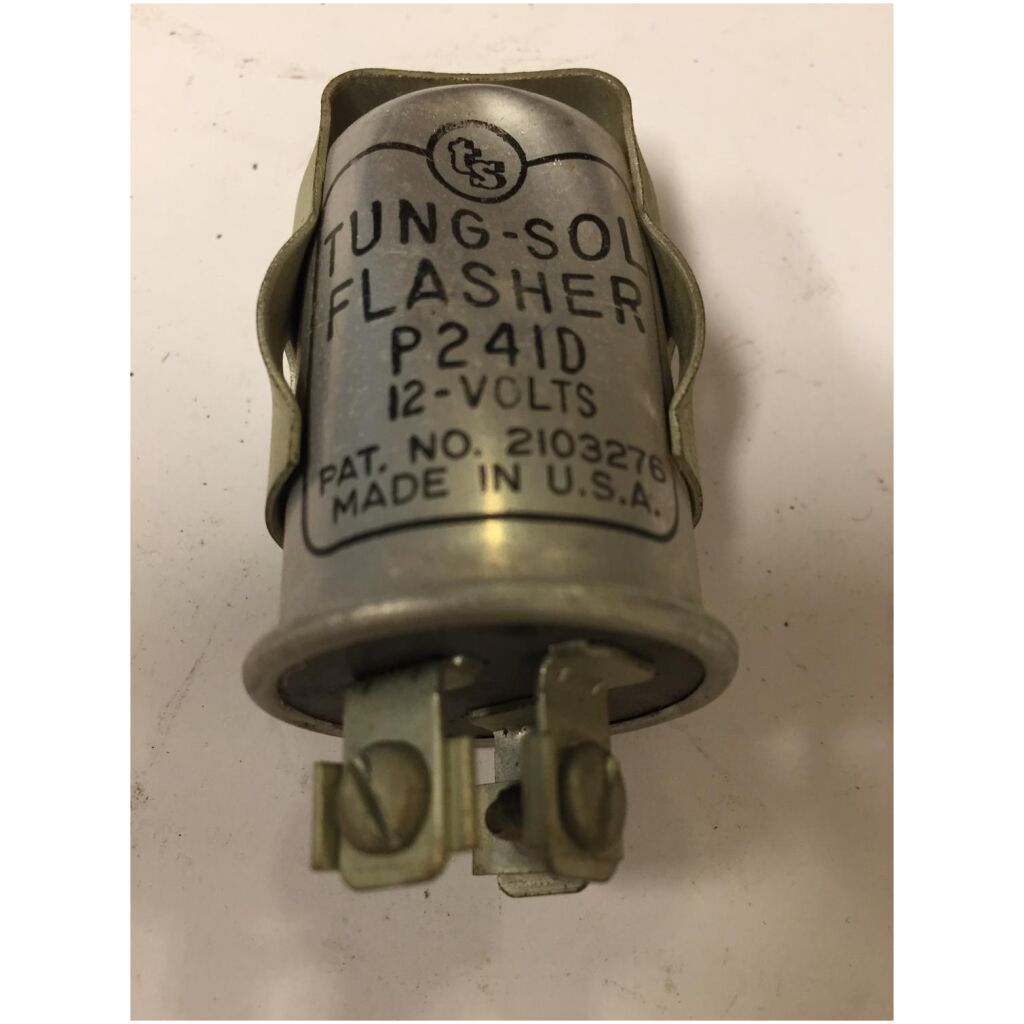 ts
TUNG-SOL
FLASHER
P241D
12-VOLTS
PAT. NO. 2103276
MADE IN U.S.A.